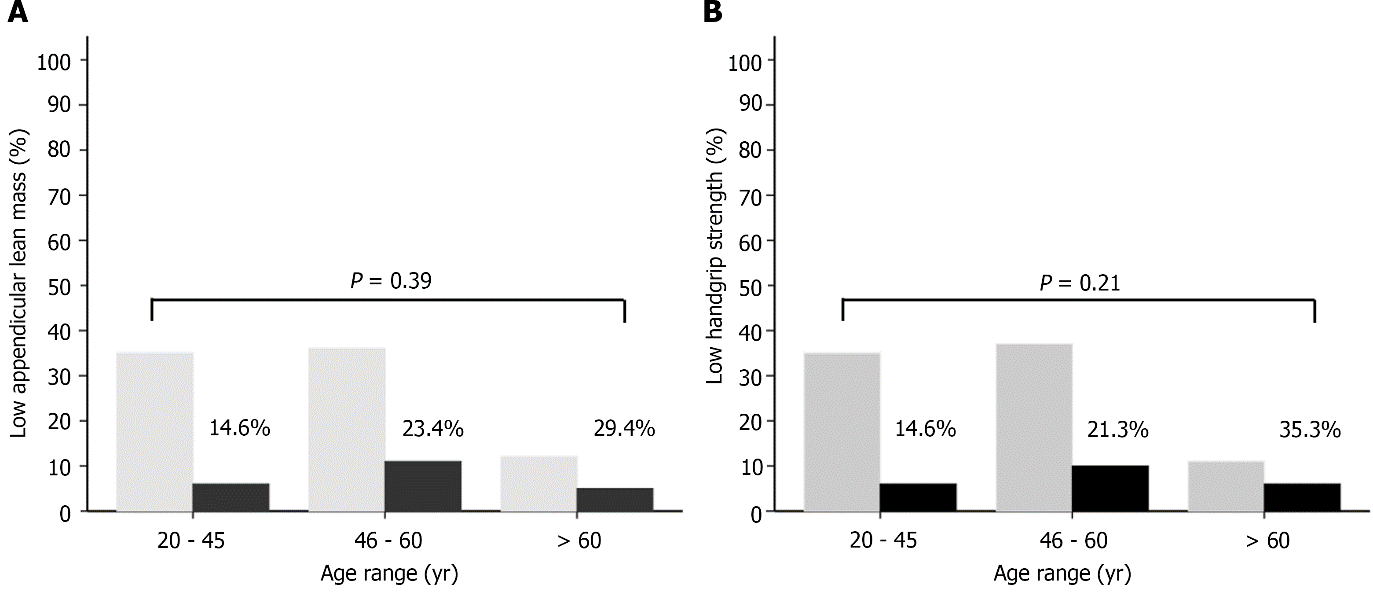 A
Low appendicular lean mass (%)
100
90
80
70
60
50
40
30
20
10
0
P = 0.39
14.6%
23.4%
29.4%
20 - 45
46 - 60
> 60
Age range (yr)
B
Low handgrip strength (%)
100
90
80
70
60
50
40
30
20
10
0
P = 0.21
14.6%
21.3%
35.3%
20 - 45
46 - 60
> 60
Age range (yr)